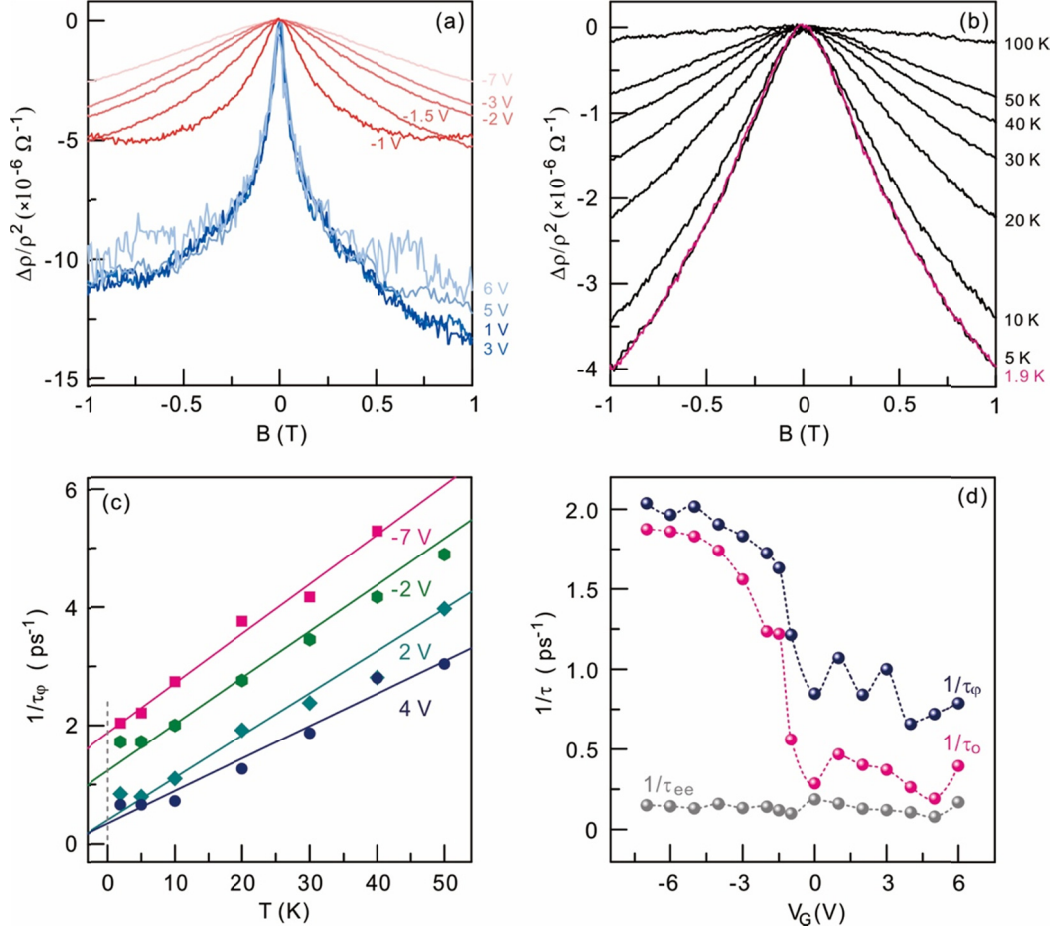 (a)
0
-5
-10
-15
Δρ/ρ² (×10⁻⁶ Ω⁻¹)
-7 V
-3 V
-2 V
-1.5 V
-1 V
6 V
5 V
1 V
3 V
-1 -0.5 0 0.5 1
B (T)
(b)
0
-1
-2
-3
-4
Δρ/ρ² (×10⁻⁶ Ω⁻¹)
100 K
50 K
40 K
30 K
20 K
10 K
5 K
1.9 K
-1 -0.5 0 0.5 1
B (T)
(c)
6
4
2
0
1/τφ (ps⁻¹)
-7 V
-2 V
2 V
4 V
0 10 20 30 40 50
T (K)
(d)
2.0
1.5
1.0
0.5
0
1/τ (ps⁻¹)
1/τφ
1/τo
1/τee
-6 -3 0 3 6
VG(V)